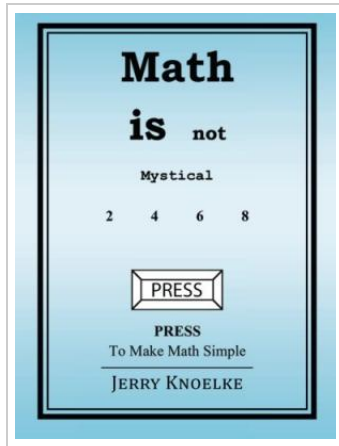 Math
is not
Mystical
2 4 6 8
PRESS
PRESS
To Make Math Simple
JERRY KNOELKE